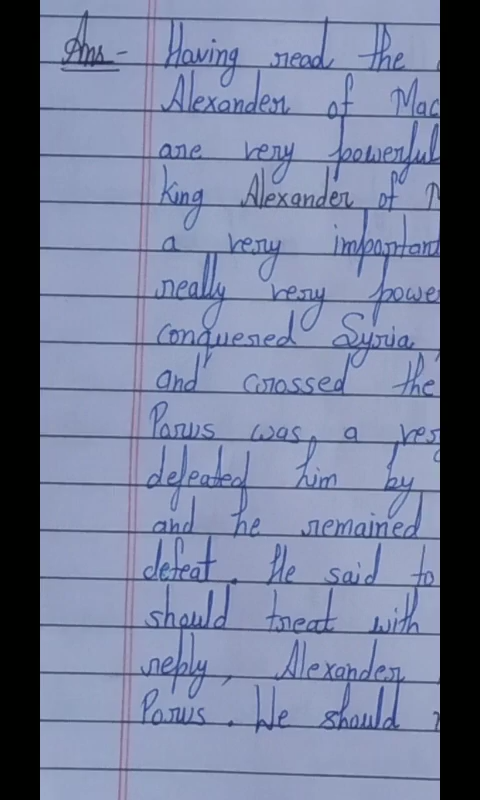 Ans - Having read the
Alexander of Mac
are very powerful
king Alexander of M
a very important
really very powe
conquered Syria
and crossed the
Porus was, a ver
defeated him by
and he remained
defeat. He said to
should treat with
reply, Alexander
Porus. We should